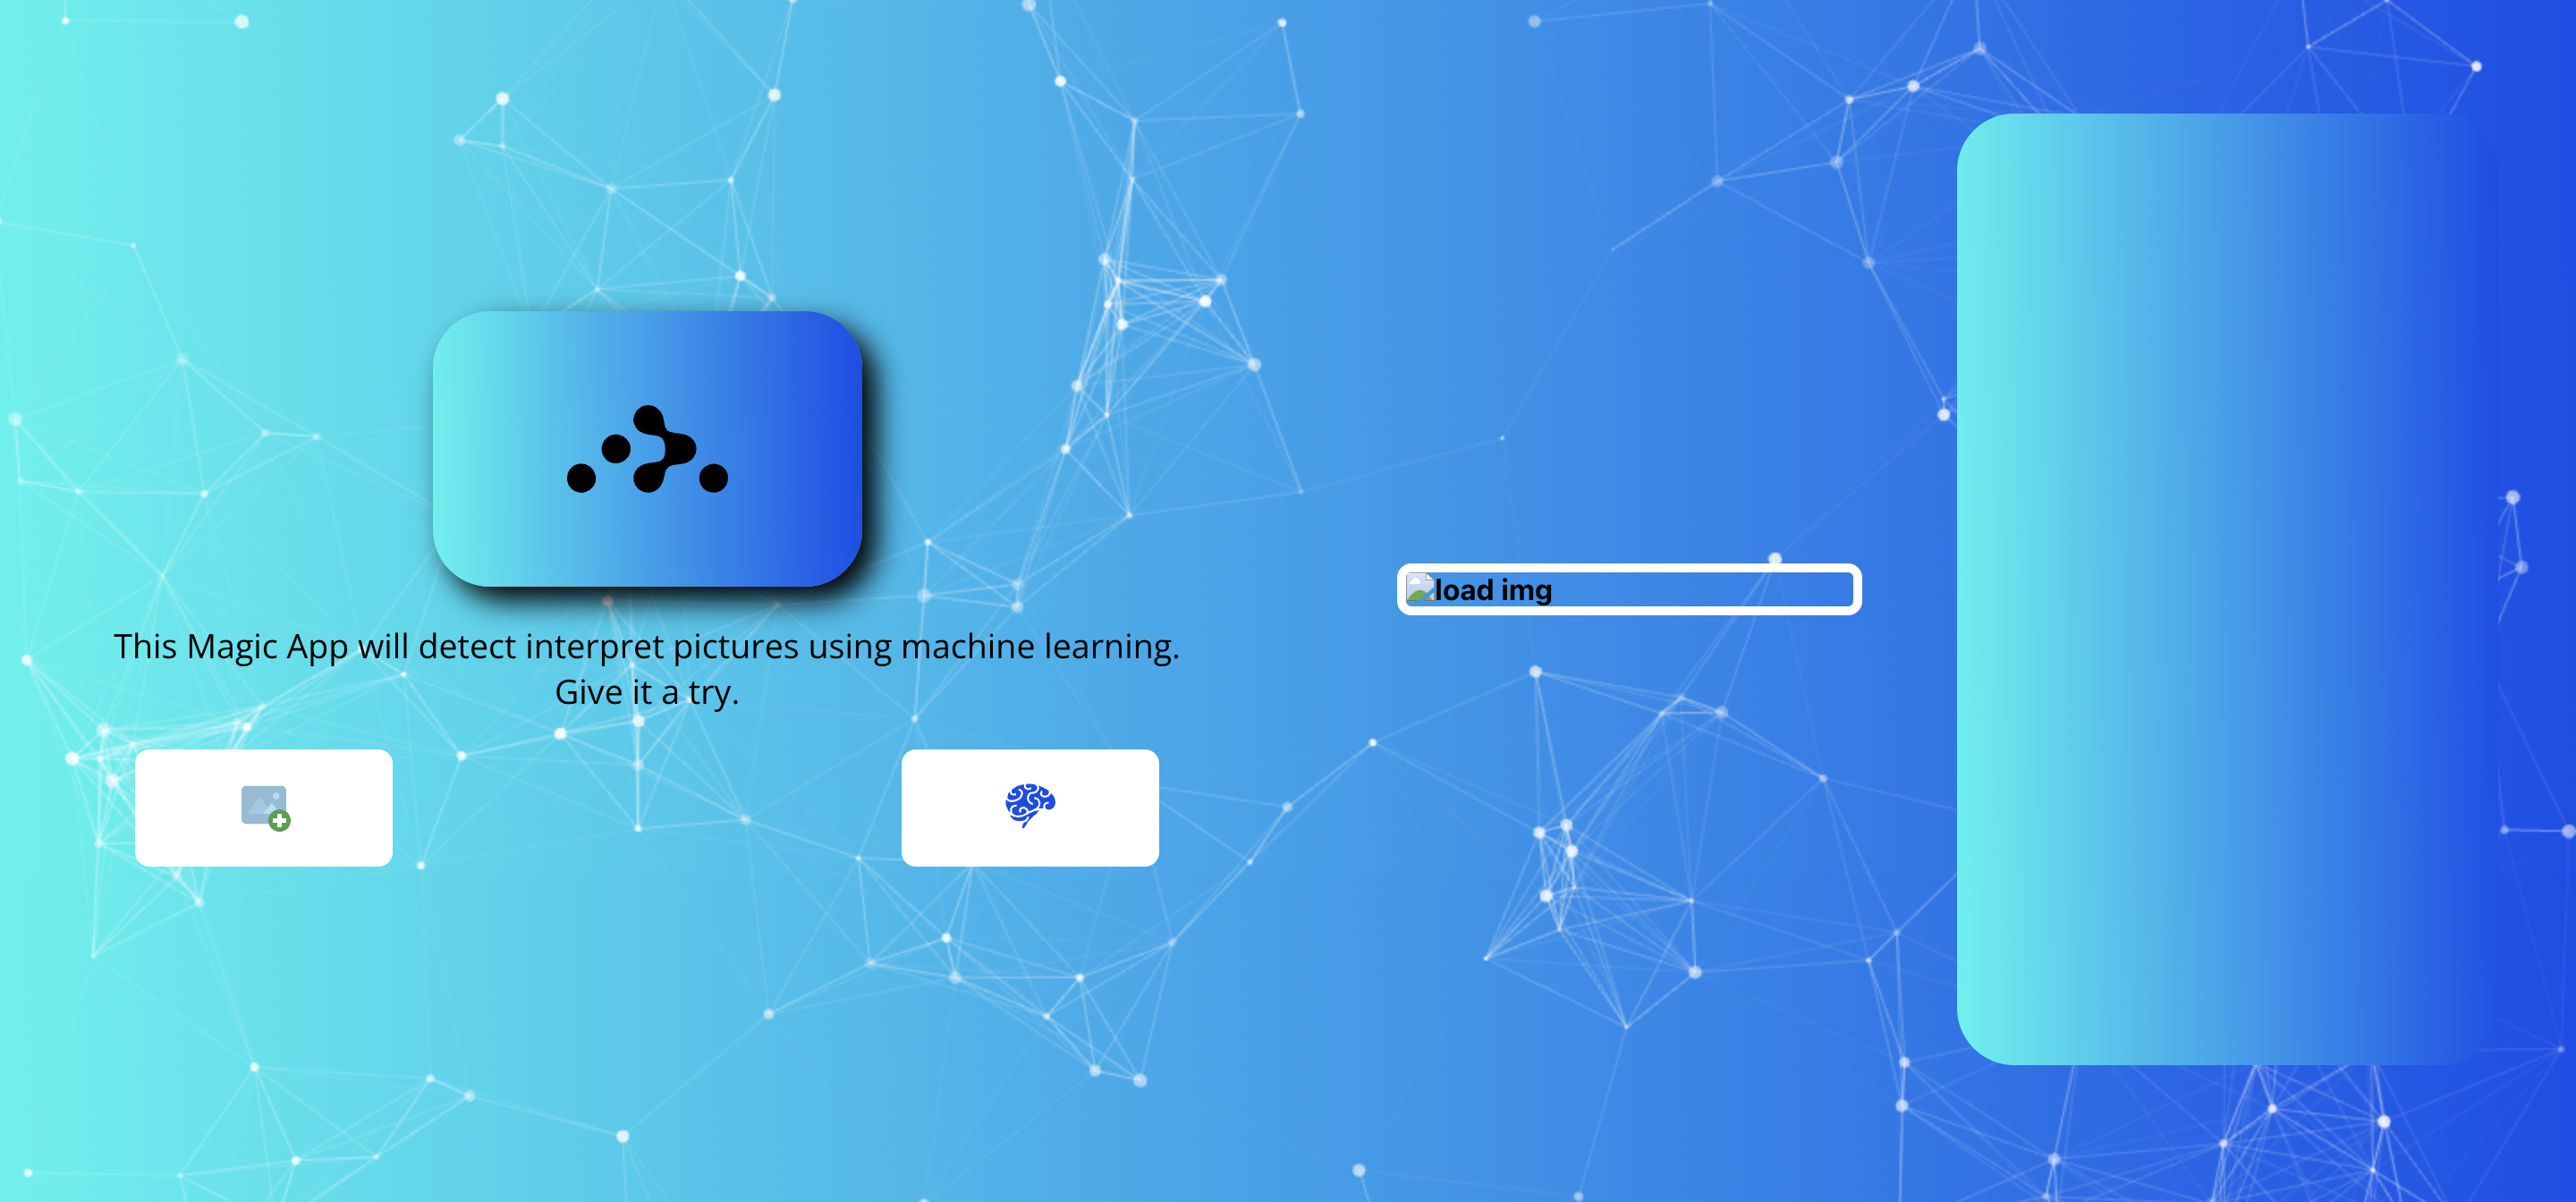 This Magic App will detect interpret pictures using machine learning.
Give it a try.
load img